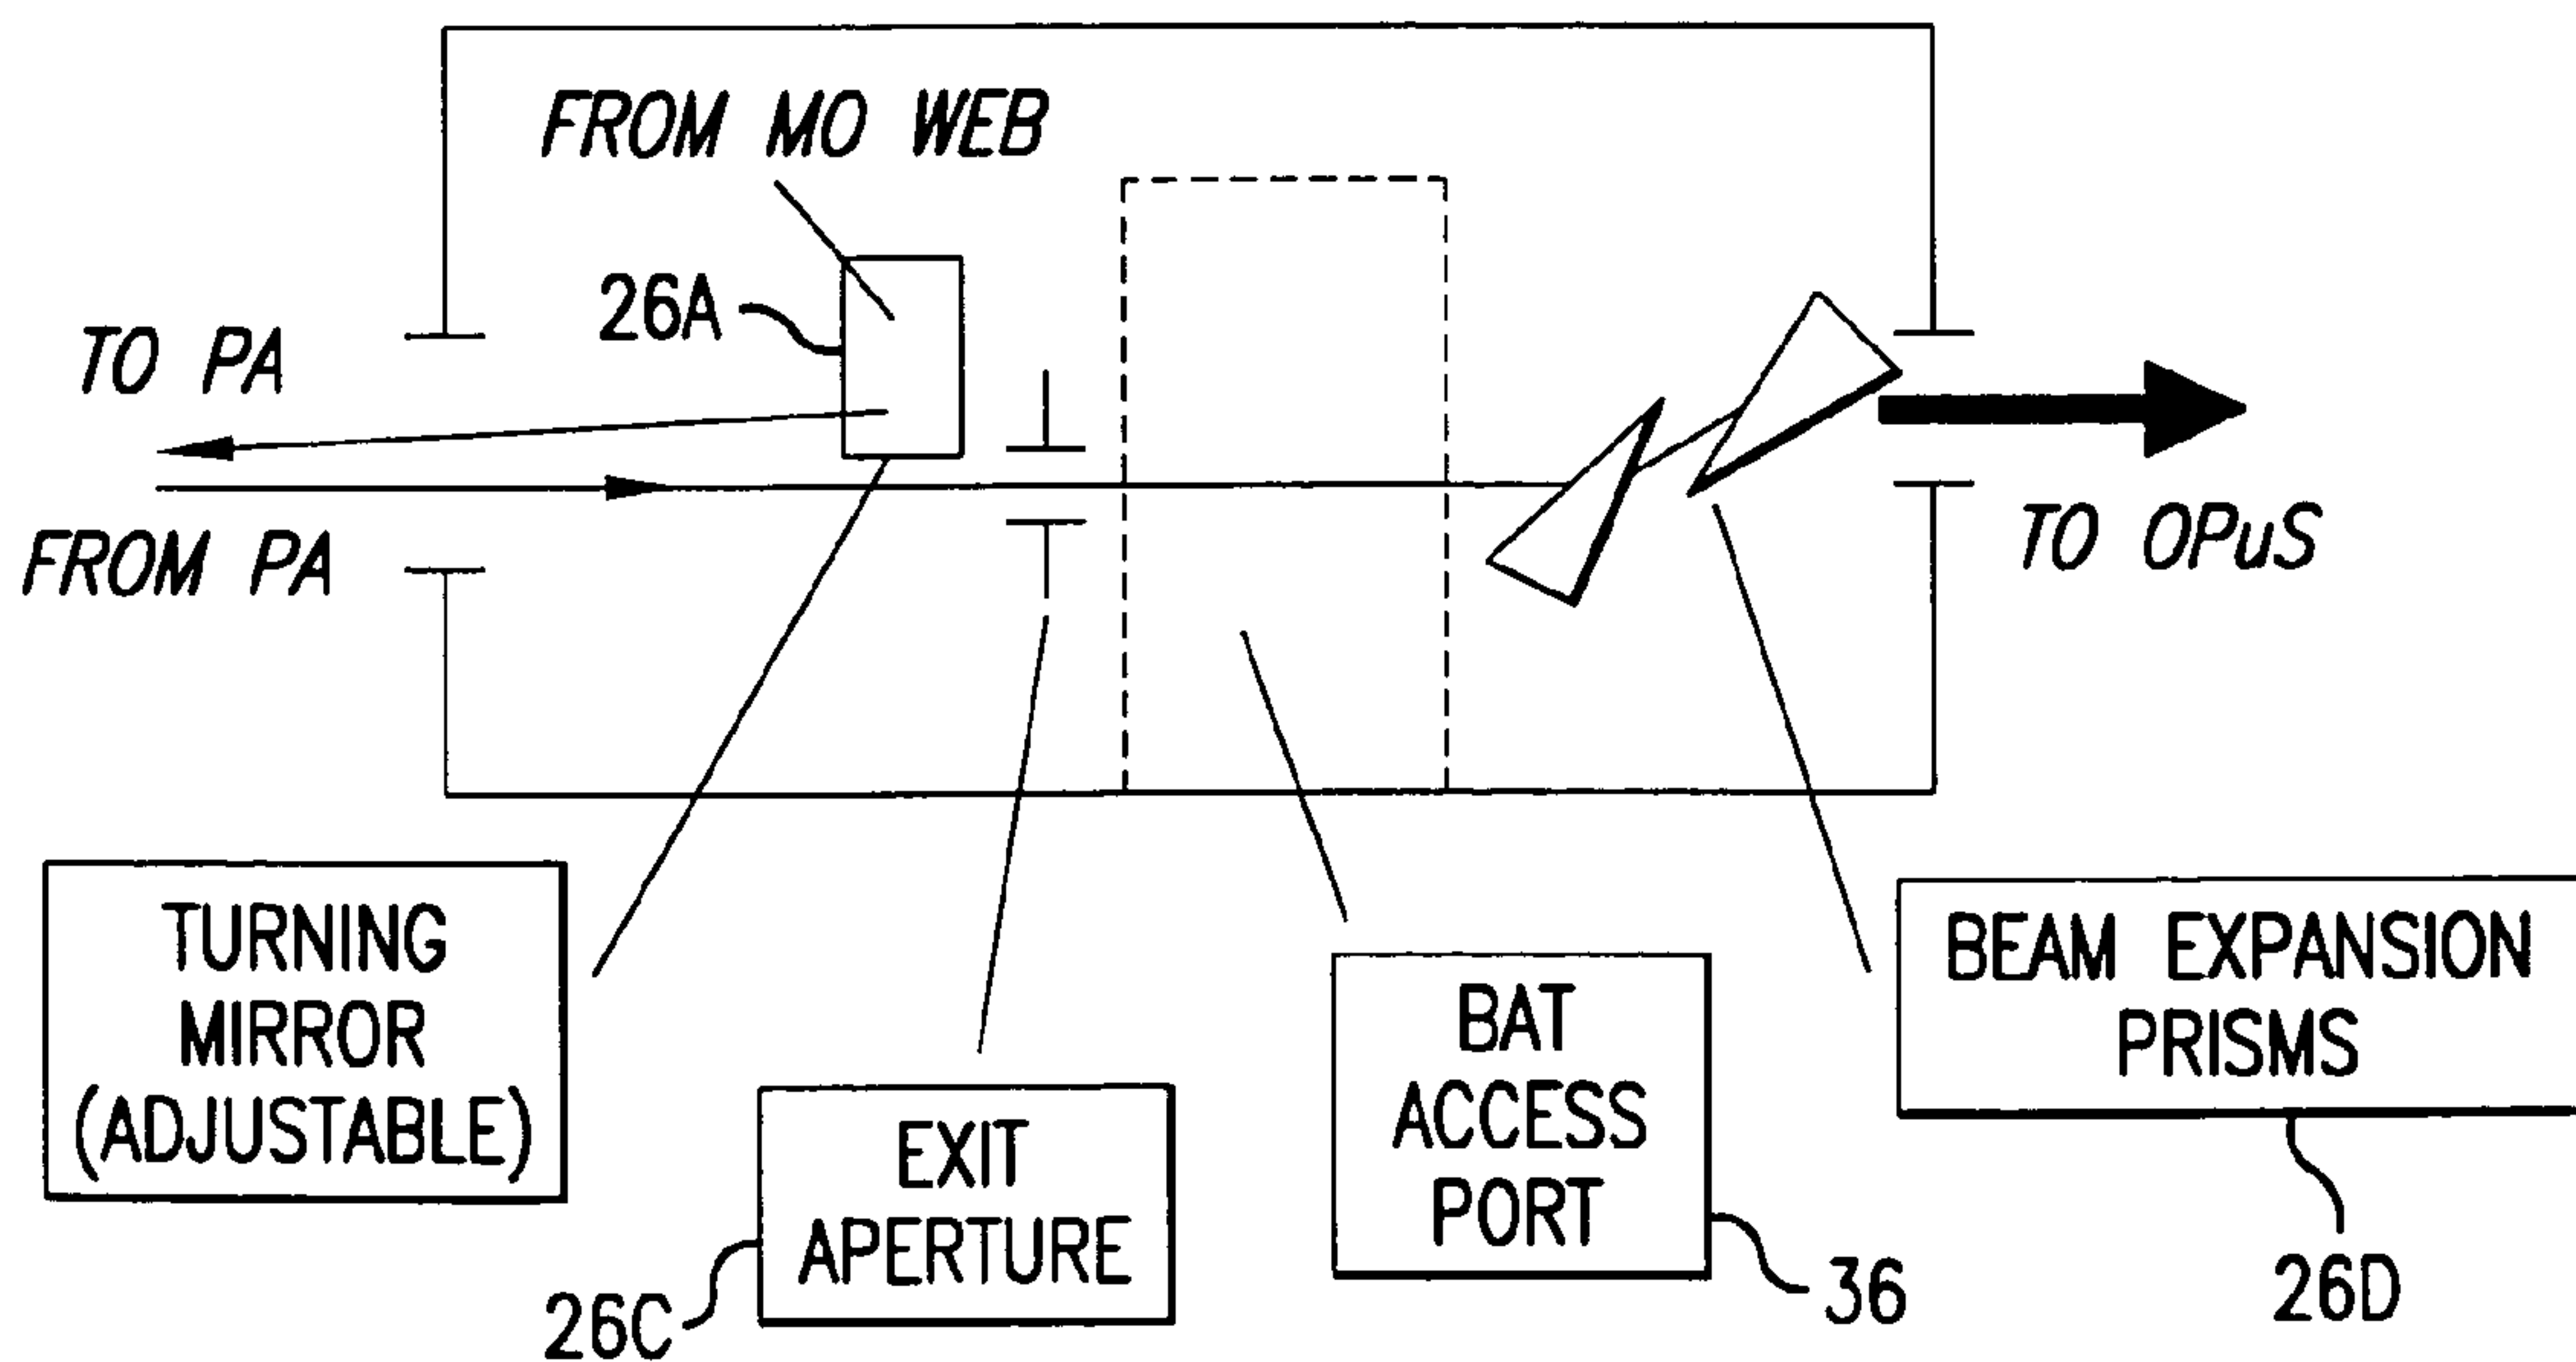 FROM MO WEB
26A
TO PA
FROM PA
TO OPuS
TURNING
MIRROR
(ADJUSTABLE)
EXIT
APERTURE
26C
BAT
ACCESS
PORT
36
BEAM EXPANSION
PRISMS
26D